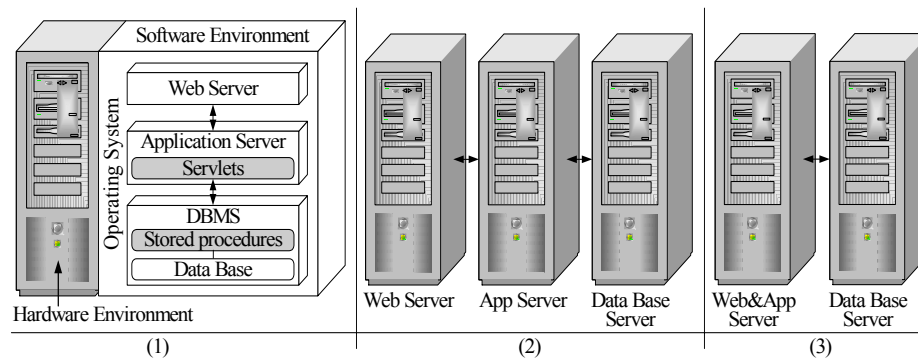 Software Environment
Operating System
Web Server
Application Server
Servlets
DBMS
Stored procedures
Data Base
Hardware Environment
(1)
Web Server
App Server
Data Base
Server
(2)
Web&App
Server
Data Base
Server
(3)